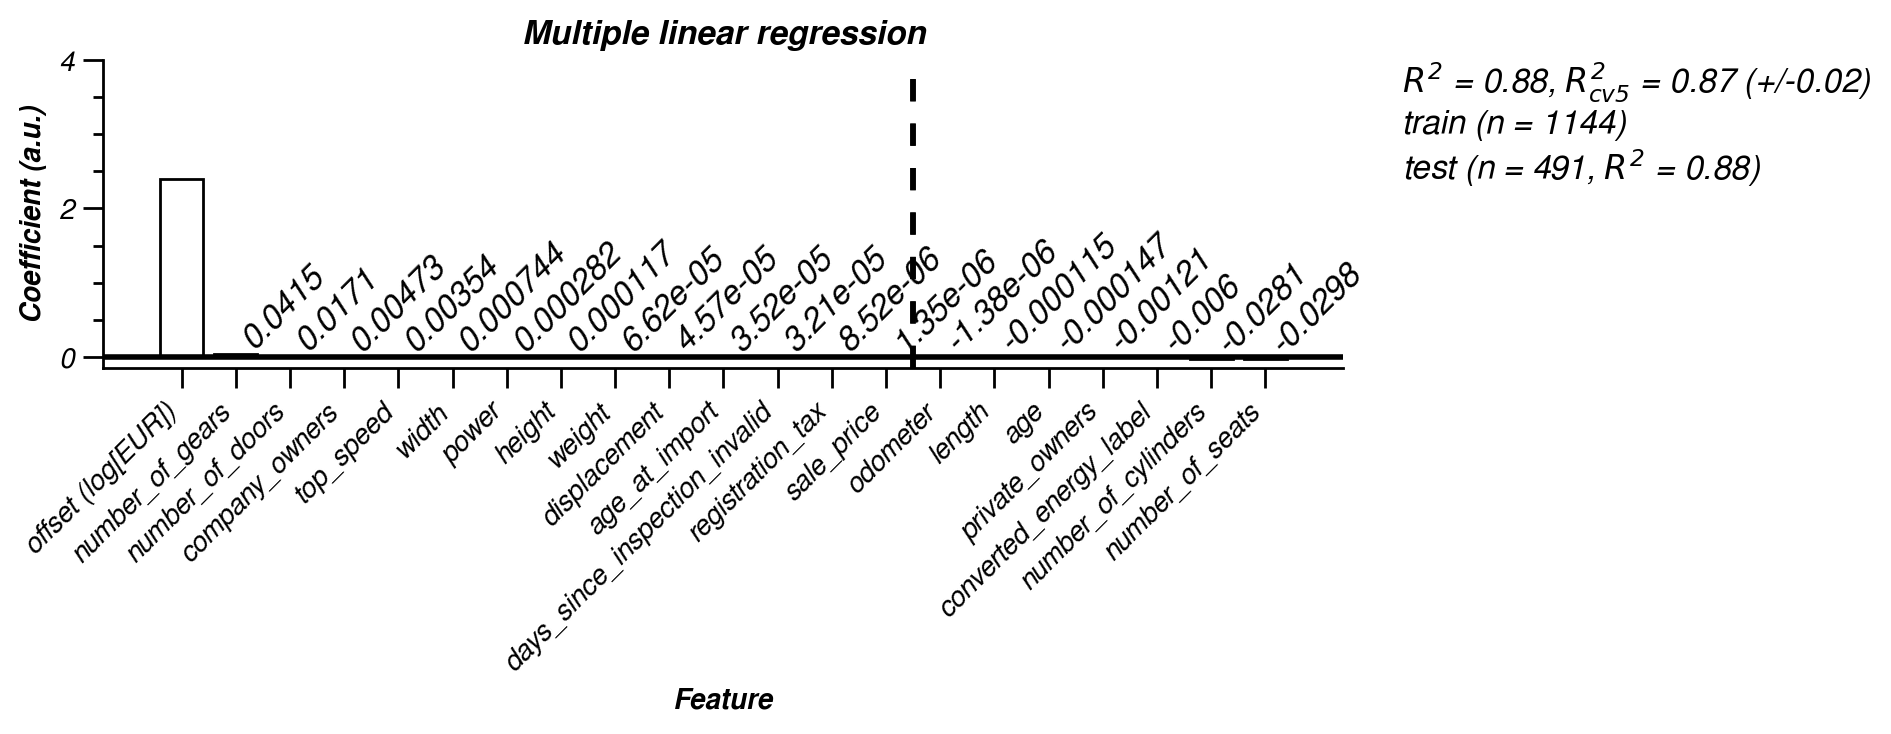 Multiple linear regression
R² = 0.88, R²cv5 = 0.87 (+/-0.02)
train (n = 1144)
test (n = 491, R² = 0.88)
Coefficient (a.u.)
4
2
0
0.0415
0.0171
0.00473
0.00354
0.000744
0.000282
0.000117
6.62e-05
4.57e-05
3.52e-05
3.21e-05
8.52e-06
1.35e-06
-1.38e-06
-0.000115
-0.000147
-0.00121
-0.006
-0.0281
-0.0298
offset (log[EUR])
number_of_gears
number_of_doors
company_owners
top_speed
width
power
height
weight
displacement
age_at_import
days_since_inspection_invalid
registration_tax
sale_price
odometer
length
age
private_owners
converted_energy_label
number_of_cylinders
number_of_seats
Feature